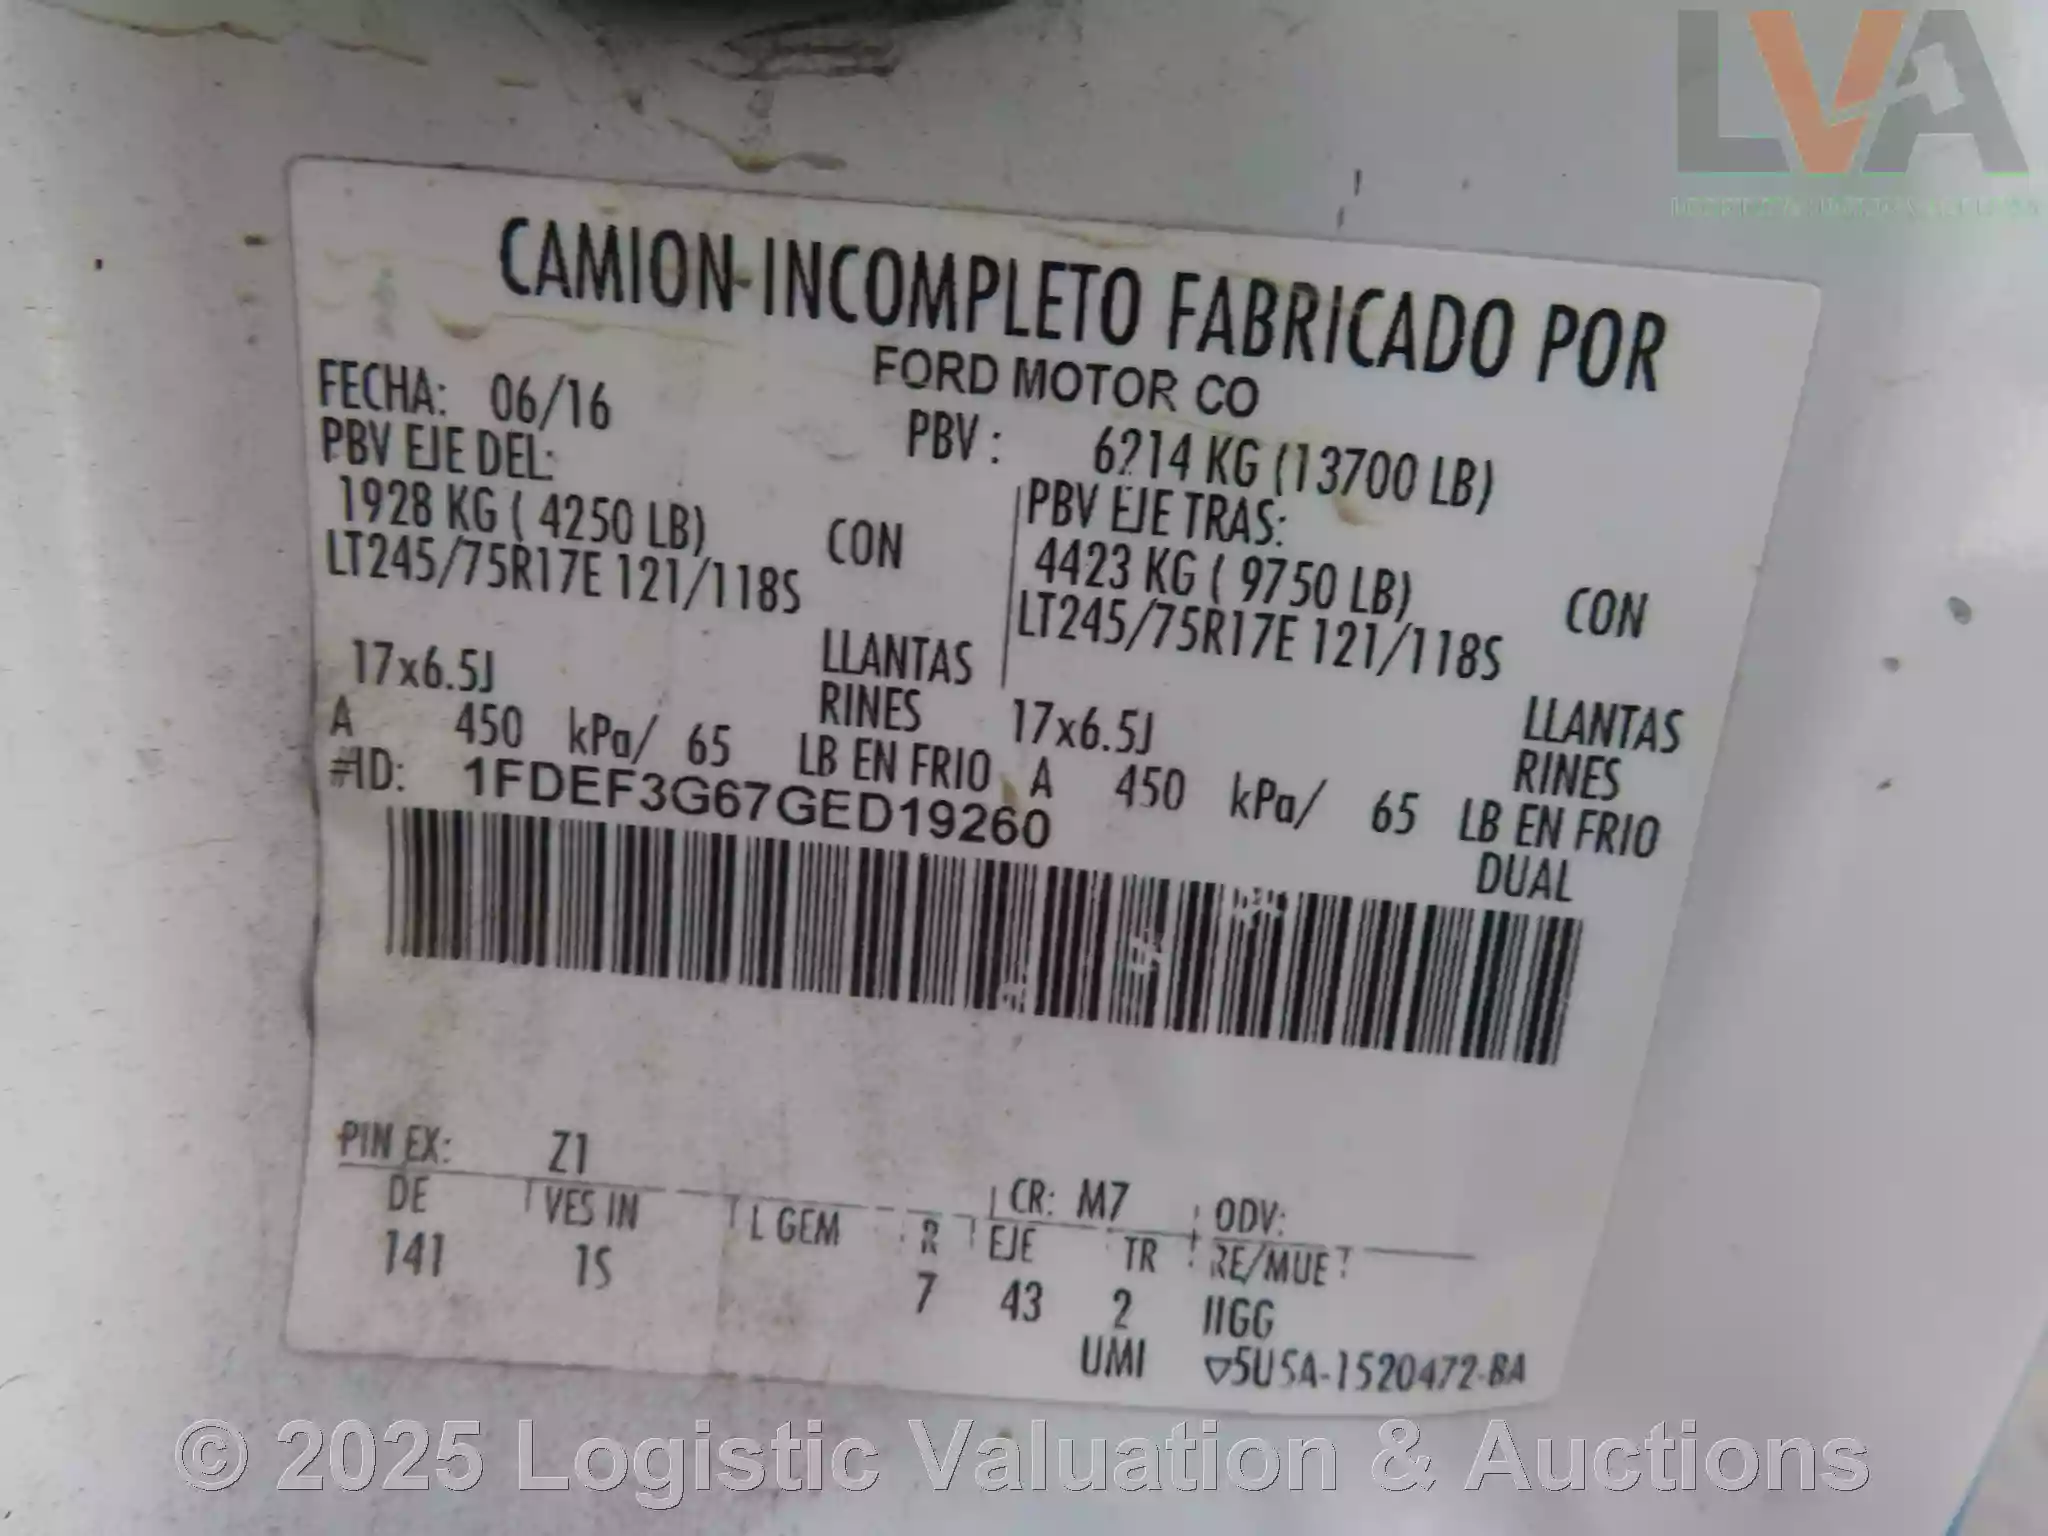 LVA
CAMION-INCOMPLETO FABRICADO POR
FORD MOTOR CO
FECHA: 06/16
PBV : 6214 KG (13700 LB)
PBV EJE DEL:
1928 KG ( 4250 LB) CON
LT245/75R17E 121/118S
LLANTAS
17x6.5J RINES
A 450 kPa/ 65 LB EN FRIO
PBV EJE TRAS:
4423 KG ( 9750 LB) CON
LT245/75R17E 121/118S
LLANTAS
17x6.5J RINES
A 450 kPa/ 65 LB EN FRIO
DUAL
#ID: 1FDEF3G67GED19260
PIN EX: Z1 CR: M7 ODV:
DE VES IN L GEM R EJE TR RE/MUE
141 1S 7 43 2 IIGG
UMI ▽5U5A-1520472-BA
© 2025 Logistic Valuation & Auctions